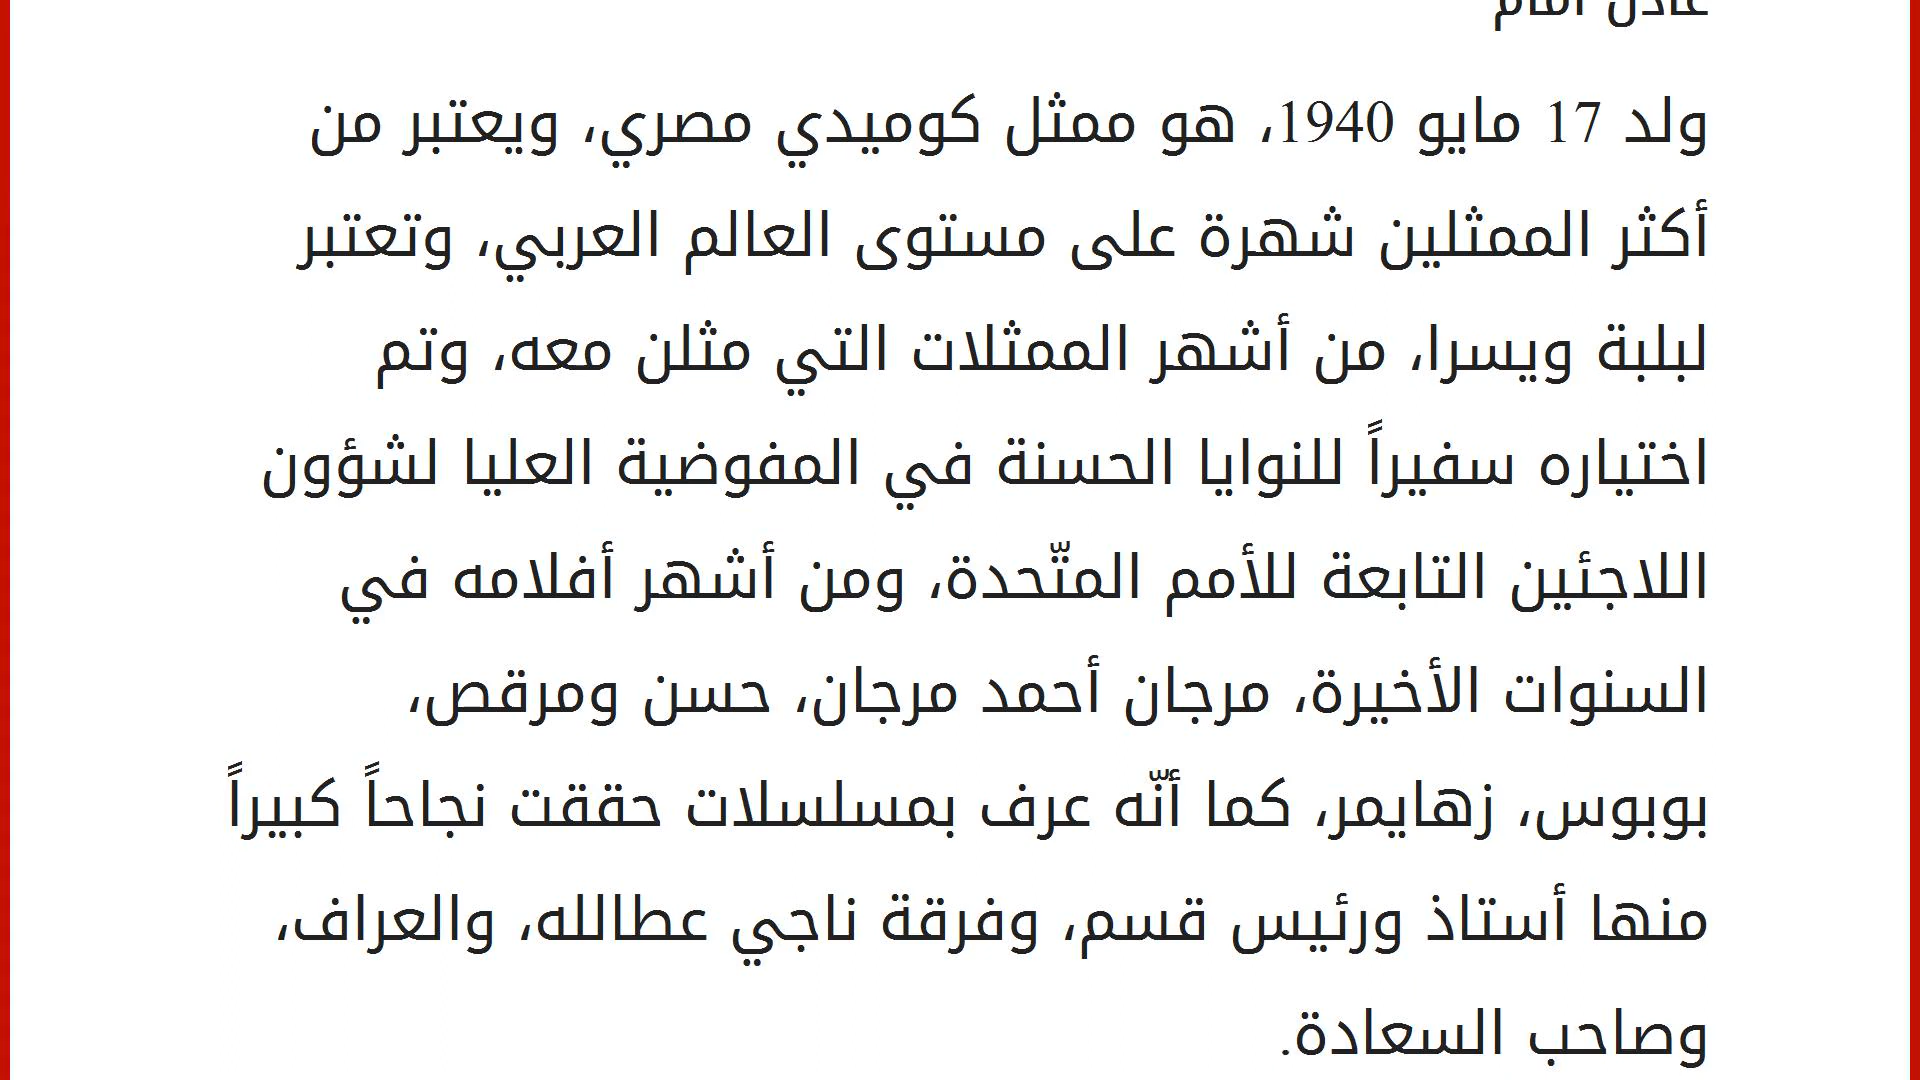 عادل امام
ولد 17 مايو 1940، هو ممثل كوميدي مصري، ويعتبر من
أكثر الممثلين شهرة على مستوى العالم العربي، وتعتبر
لبلبة ويسرا، من أشهر الممثلات التي مثلن معه، وتم
اختياره سفيراً للنوايا الحسنة في المفوضية العليا لشؤون
اللاجئين التابعة للأمم المتّحدة، ومن أشهر أفلامه في
السنوات الأخيرة، مرجان أحمد مرجان، حسن ومرقص،
بوبوس، زهايمر، كما أنّه عرف بمسلسلات حققت نجاحاً كبيراً
منها أستاذ ورئيس قسم، وفرقة ناجي عطالله، والعراف،
وصاحب السعادة.